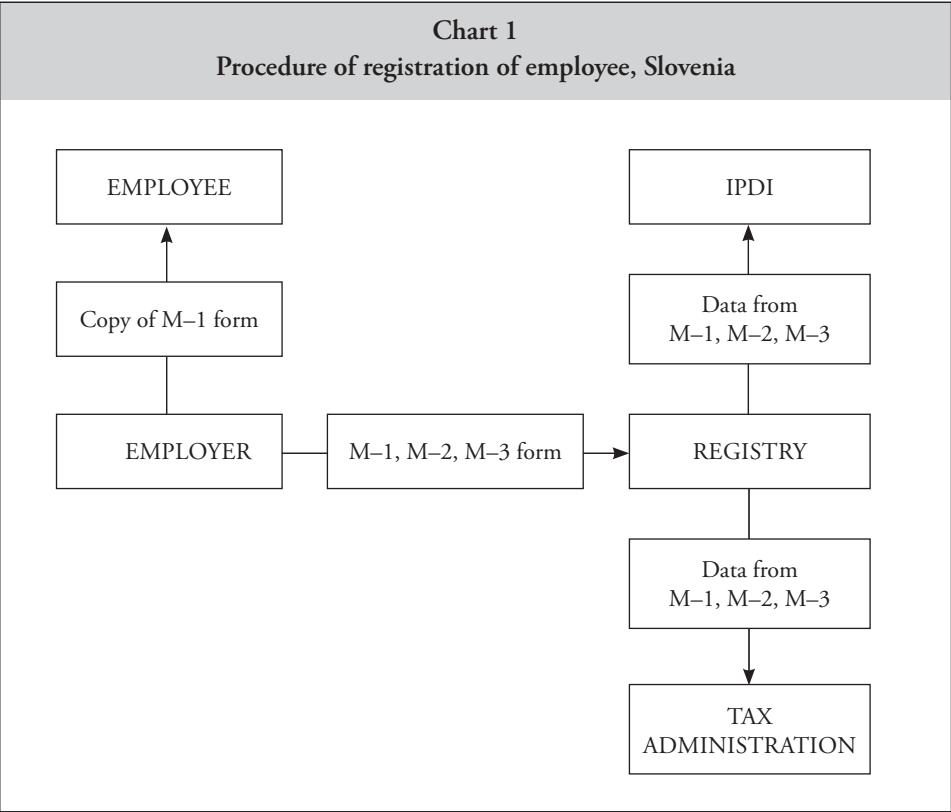 Chart 1
Procedure of registration of employee, Slovenia
EMPLOYEE
IPDI
Copy of M–1 form
Data from
M–1, M–2, M–3
EMPLOYER
M–1, M–2, M–3 form
REGISTRY
Data from
M–1, M–2, M–3
TAX
ADMINISTRATION